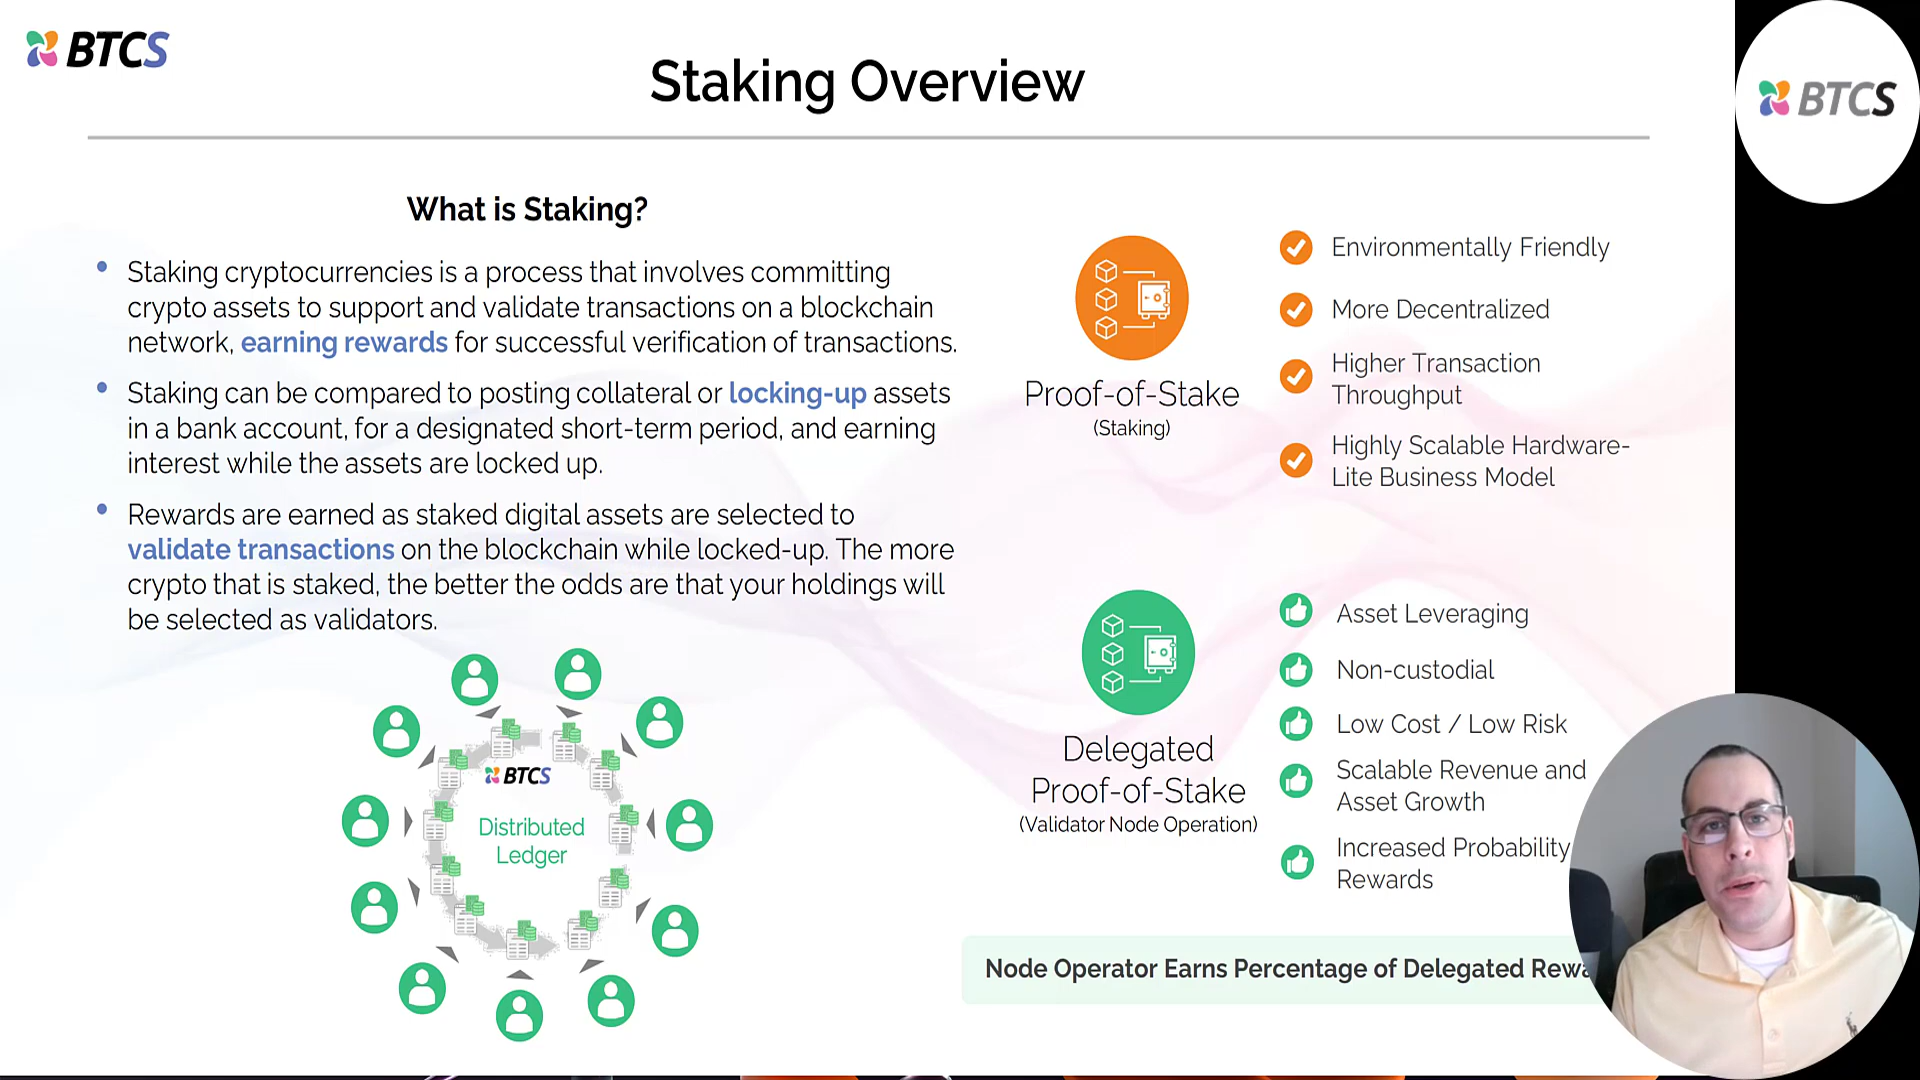 BTCS
Staking Overview
BTCS
What is Staking?
Staking cryptocurrencies is a process that involves committing
crypto assets to support and validate transactions on a blockchain
network, earning rewards for successful verification of transactions.
Staking can be compared to posting collateral or locking-up assets
in a bank account, for a designated short-term period, and earning
interest while the assets are locked up.
Rewards are earned as staked digital assets are selected to
validate transactions on the blockchain while locked-up. The more
crypto that is staked, the better the odds are that your holdings will
be selected as validators.
BTCS
Distributed
Ledger
Proof-of-Stake
(Staking)
Environmentally Friendly
More Decentralized
Higher Transaction
Throughput
Highly Scalable Hardware-
Lite Business Model
Delegated
Proof-of-Stake
(Validator Node Operation)
Asset Leveraging
Non-custodial
Low Cost / Low Risk
Scalable Revenue and
Asset Growth
Increased Probability
Rewards
Node Operator Earns Percentage of Delegated